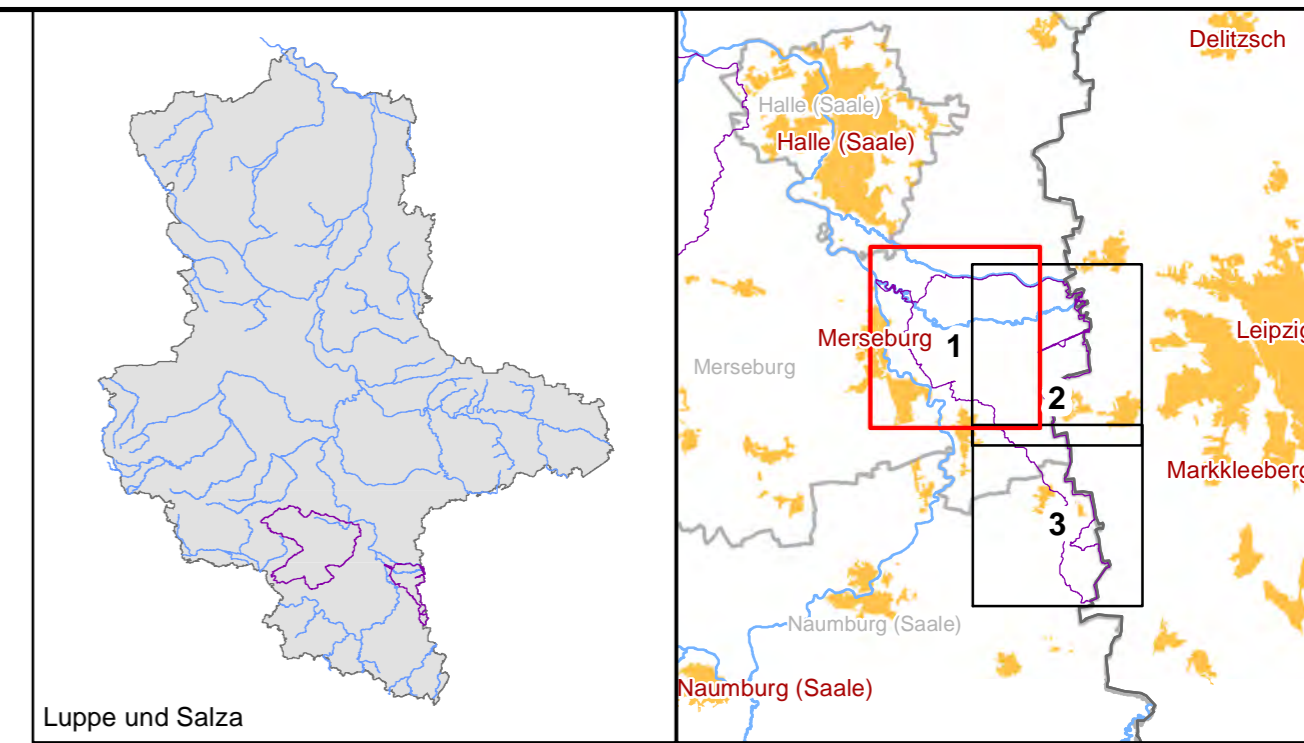 Luppe und Salza
Delitzsch
Halle (Saale)
Halle (Saale)
Leipzig
Merseburg
1
Merseburg
2
Markkleeberg
3
Naumburg (Saale)
Naumburg (Saale)